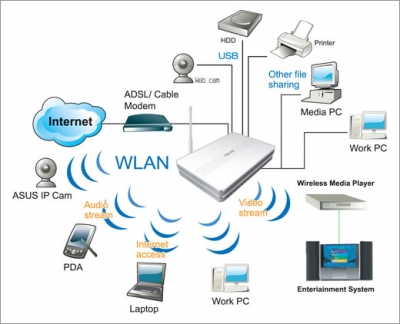 HDD
Printer
USB
Web cam
Other file
sharing
ADSL/ Cable
Modem
Internet
Media PC
WLAN
Work PC
ASUS IP Cam
Wireless Media Player
Audio
stream
Video
stream
Internet
access
PDA
Laptop
Work PC
Enteriainment System